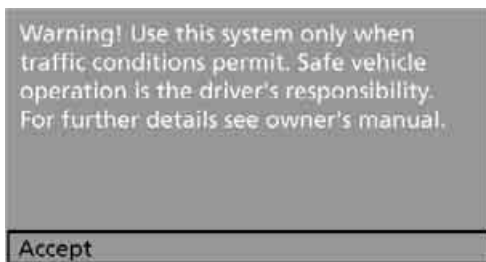 Warning! Use this system only when
traffic conditions permit. Safe vehicle
operation is the driver's responsibility.
For further details see owner's manual.
Accept